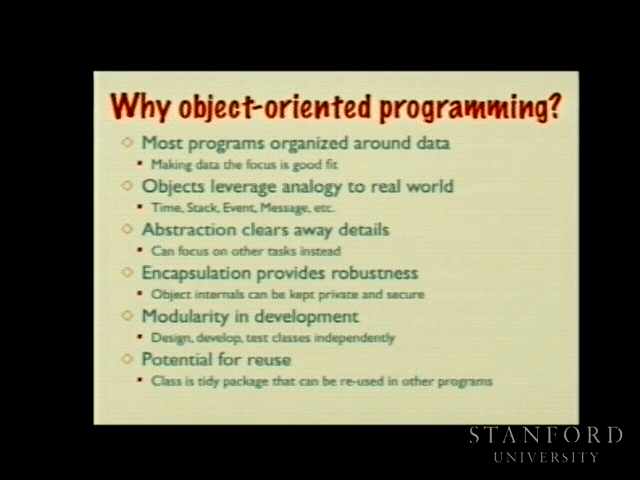 Why object-oriented programming?
Most programs organized around data
Making data the focus is good fit
Objects leverage analogy to real world
Time, Stack, Event, Message, etc.
Abstraction clears away details
Can focus on other tasks instead
Encapsulation provides robustness
Object internals can be kept private and secure
Modularity in development
Design, develop, test classes independently
Potential for reuse
Class is tidy package that can be re-used in other programs
STANFORD
UNIVERSITY